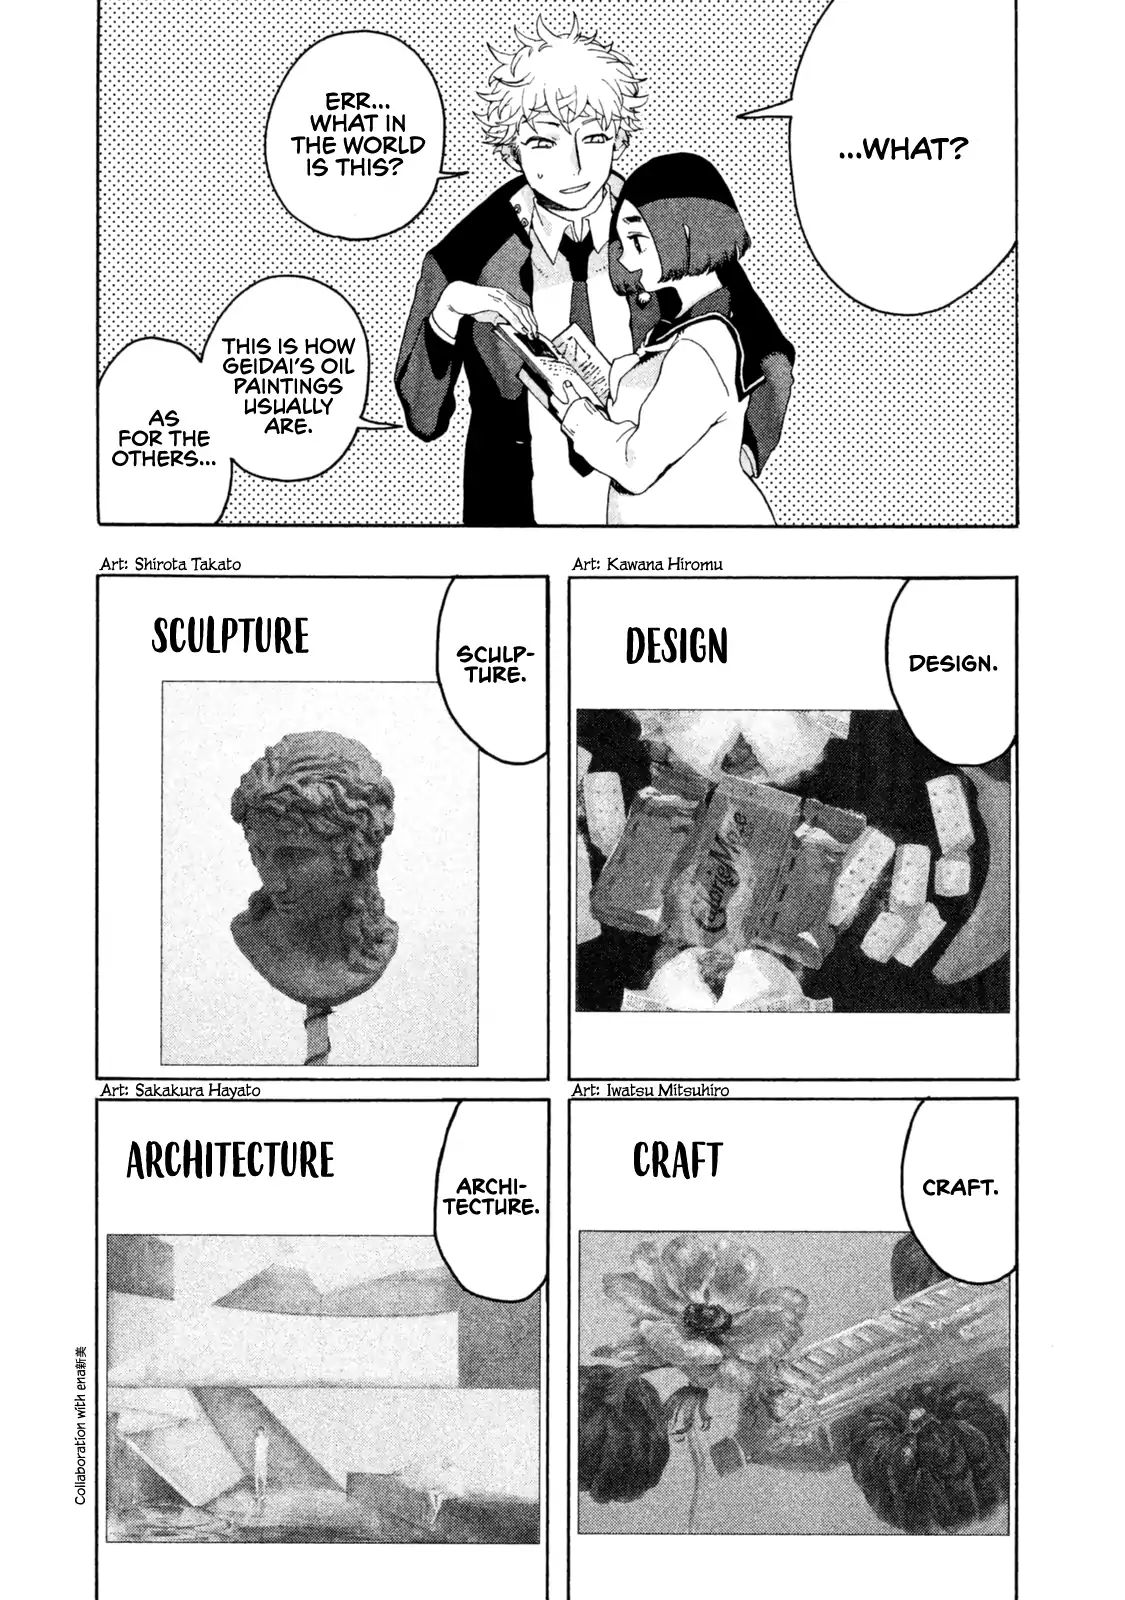 ...WHAT?
ERR...
WHAT IN
THE WORLD
IS THIS?
THIS IS HOW
GEIDAI'S OIL
PAINTINGS
USUALLY
ARE.
AS
FOR THE
OTHERS...
Art: Kawana Hiromu
DESIGN
DESIGN.
CalorieMate
Art: Shirota Takato
SCULPTURE
SCULP-
TURE.
Art: Iwatsu Mitsuhiro
CRAFT
CRAFT.
Art: Sakakura Hayato
ARCHITECTURE
ARCHI-
TECTURE.
Collaboration with ena新美